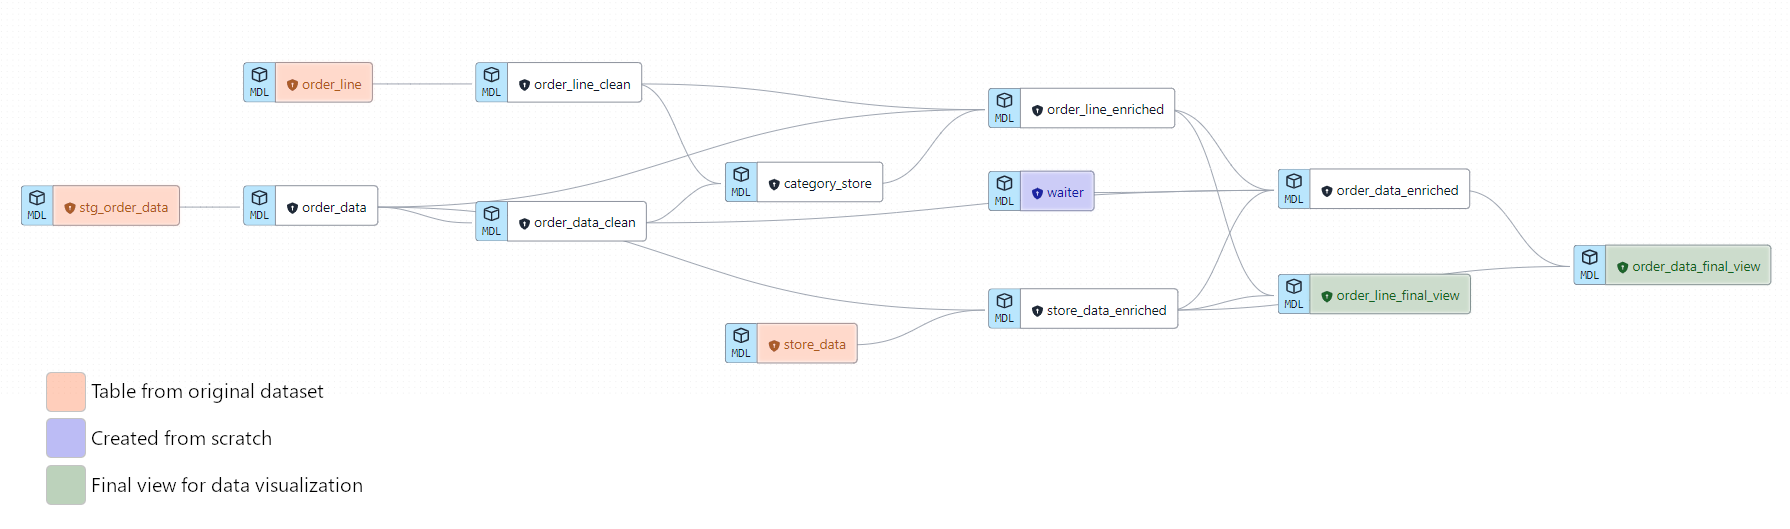 MDL order_line
MDL order_line_clean
MDL order_line_enriched
MDL stg_order_data
MDL order_data
MDL order_data_clean
MDL category_store
MDL waiter
MDL order_data_enriched
MDL order_data_final_view
MDL order_line_final_view
MDL store_data_enriched
MDL store_data
Table from original dataset
Created from scratch
Final view for data visualization